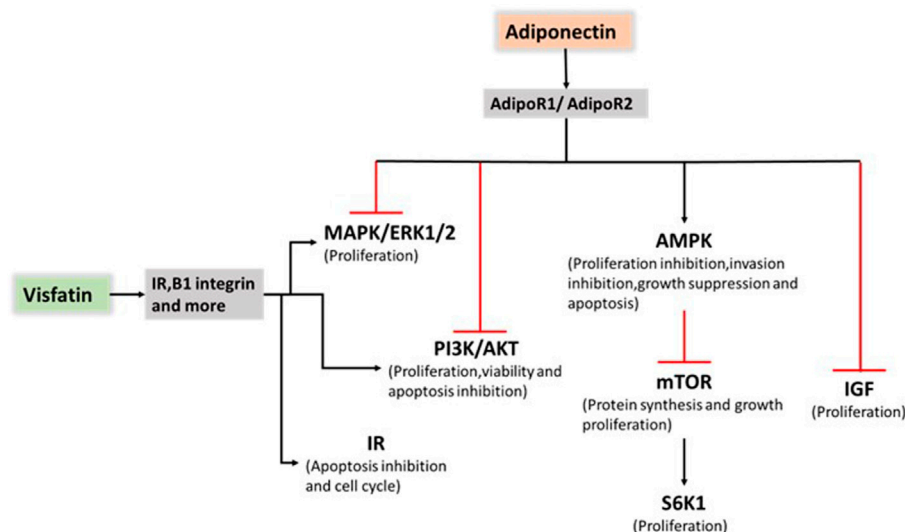 Adiponectin
AdipoR1/ AdipoR2
MAPK/ERK1/2
(Proliferation)
AMPK
(Proliferation inhibition,invasion
inhibition,growth suppression and
apoptosis)
Visfatin
IR,B1 integrin
and more
PI3K/AKT
(Proliferation,viability and
apoptosis inhibition)
mTOR
(Protein synthesis and growth
proliferation)
IGF
(Proliferation)
IR
(Apoptosis inhibition
and cell cycle)
S6K1
(Proliferation)